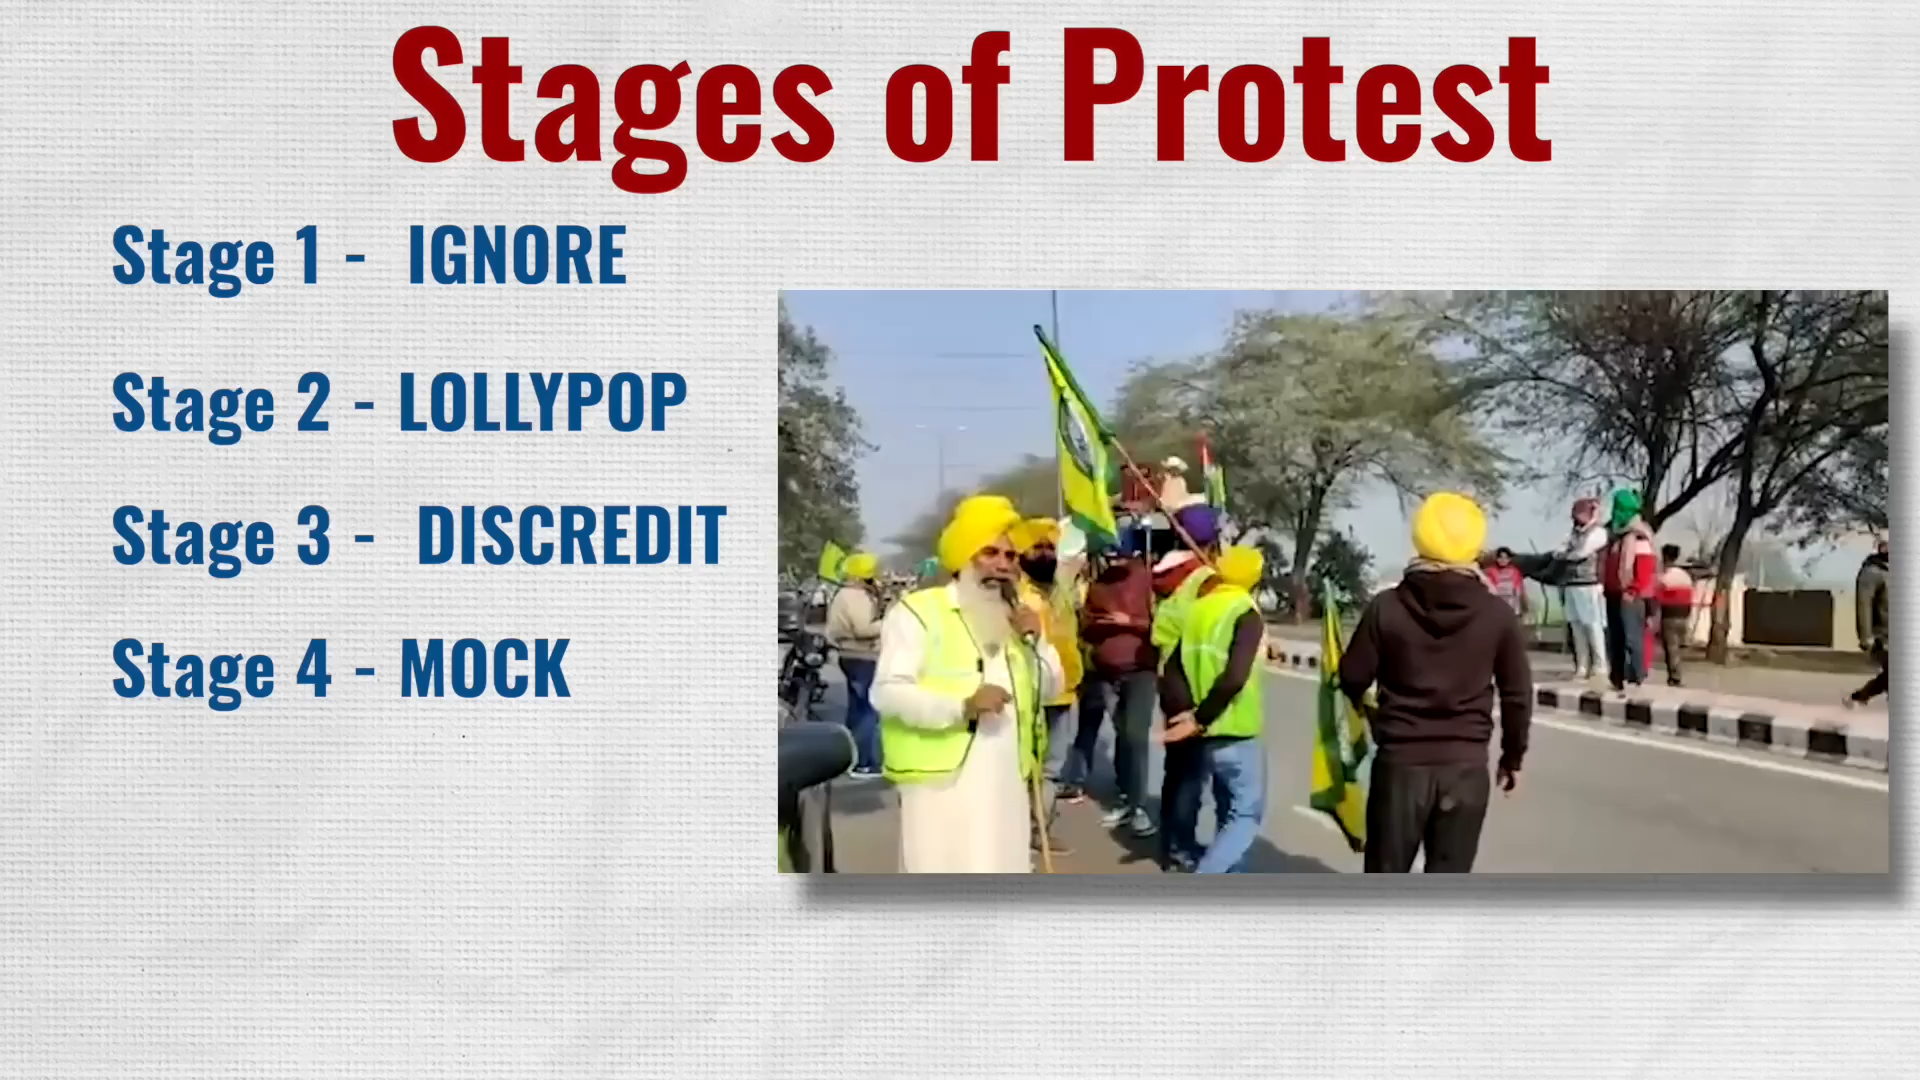 Stages of Protest
Stage 1 - IGNORE
Stage 2 - LOLLYPOP
Stage 3 - DISCREDIT
Stage 4 - MOCK